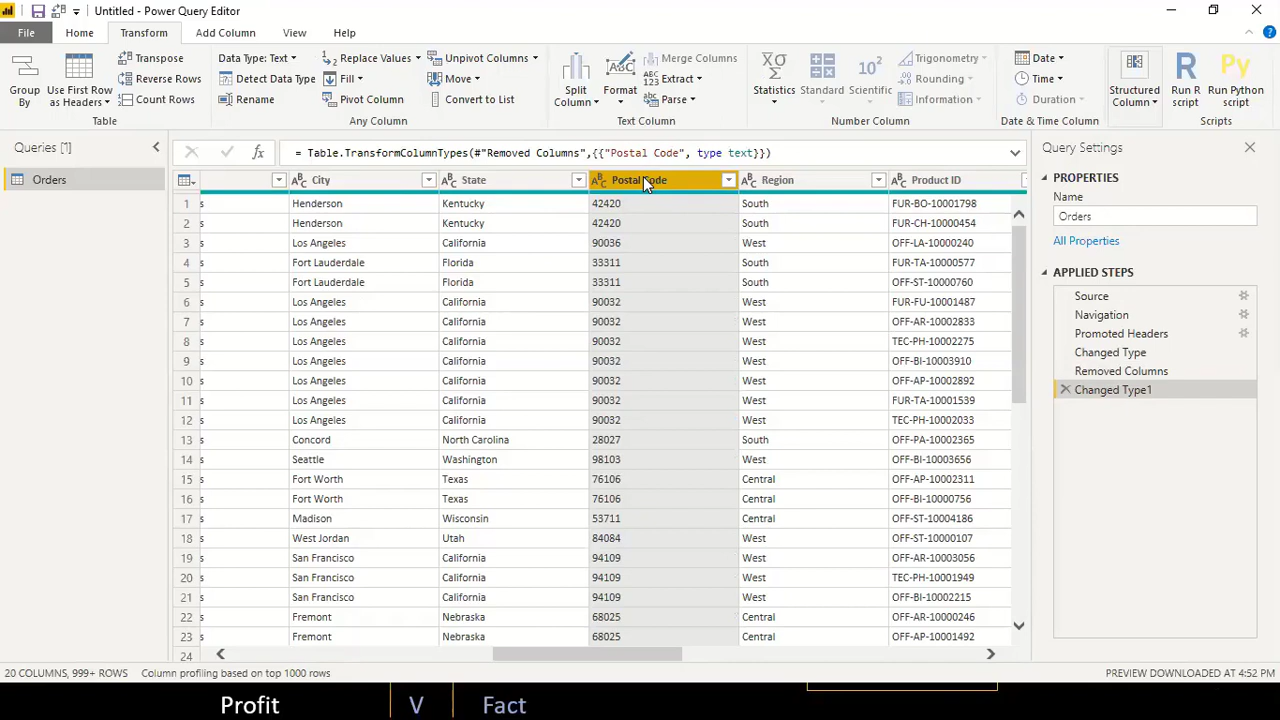 Untitled - Power Query Editor
File Home Transform Add Column View Help
Group By
Use First Row as Headers
Transpose
Reverse Rows
Count Rows
Table
Data Type: Text
Detect Data Type
Rename
Replace Values
Fill
Pivot Column
Unpivot Columns
Move
Convert to List
Any Column
Split Column
Format
Merge Columns
Extract
Parse
Text Column
Statistics
Standard
Scientific
Trigonometry
Rounding
Information
Number Column
Date
Time
Duration
Date & Time Column
Structured Column
Run R script
Run Python script
Scripts
Queries [1]
Orders
= Table.TransformColumnTypes(#"Removed Columns",{{"Postal Code", type text}})
City State Postal Code Region Product ID
1 s Henderson Kentucky 42420 South FUR-BO-10001798
2 s Henderson Kentucky 42420 South FUR-CH-10000454
3 s Los Angeles California 90036 West OFF-LA-10000240
4 s Fort Lauderdale Florida 33311 South FUR-TA-10000577
5 s Fort Lauderdale Florida 33311 South OFF-ST-10000760
6 s Los Angeles California 90032 West FUR-FU-10001487
7 s Los Angeles California 90032 West OFF-AR-10002833
8 s Los Angeles California 90032 West TEC-PH-10002275
9 s Los Angeles California 90032 West OFF-BI-10003910
10 s Los Angeles California 90032 West OFF-AP-10002892
11 s Los Angeles California 90032 West FUR-TA-10001539
12 s Los Angeles California 90032 West TEC-PH-10002033
13 s Concord North Carolina 28027 South OFF-PA-10002365
14 s Seattle Washington 98103 West OFF-BI-10003656
15 s Fort Worth Texas 76106 Central OFF-AP-10002311
16 s Fort Worth Texas 76106 Central OFF-BI-10000756
17 s Madison Wisconsin 53711 Central OFF-ST-10004186
18 s West Jordan Utah 84084 West OFF-ST-10000107
19 s San Francisco California 94109 West OFF-AR-10003056
20 s San Francisco California 94109 West TEC-PH-10001949
21 s San Francisco California 94109 West OFF-BI-10002215
22 s Fremont Nebraska 68025 Central OFF-AR-10000246
23 s Fremont Nebraska 68025 Central OFF-AP-10001492
24
Query Settings
PROPERTIES
Name
Orders
All Properties
APPLIED STEPS
Source
Navigation
Promoted Headers
Changed Type
Removed Columns
Changed Type1
20 COLUMNS, 999+ ROWS Column profiling based on top 1000 rows PREVIEW DOWNLOADED AT 4:52 PM
Profit V Fact